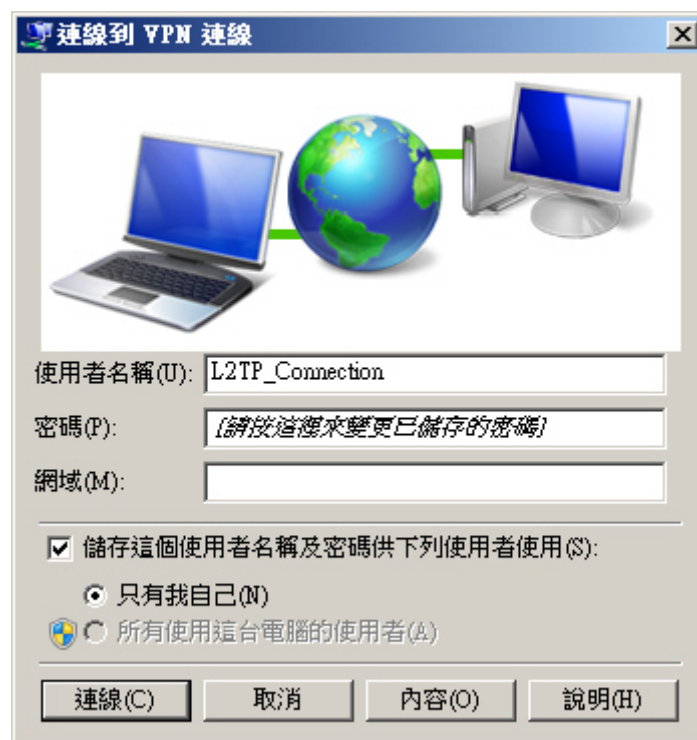 連線到 VPN 連線
使用者名稱(U): L2TP_Connection
密碼(P): [請按這裡來變更已儲存的密碼]
網域(M):
儲存這個使用者名稱及密碼供下列使用者使用(S):
只有我自己(N)
所有使用這台電腦的使用者(A)
連線(C) 取消 內容(O) 說明(H)